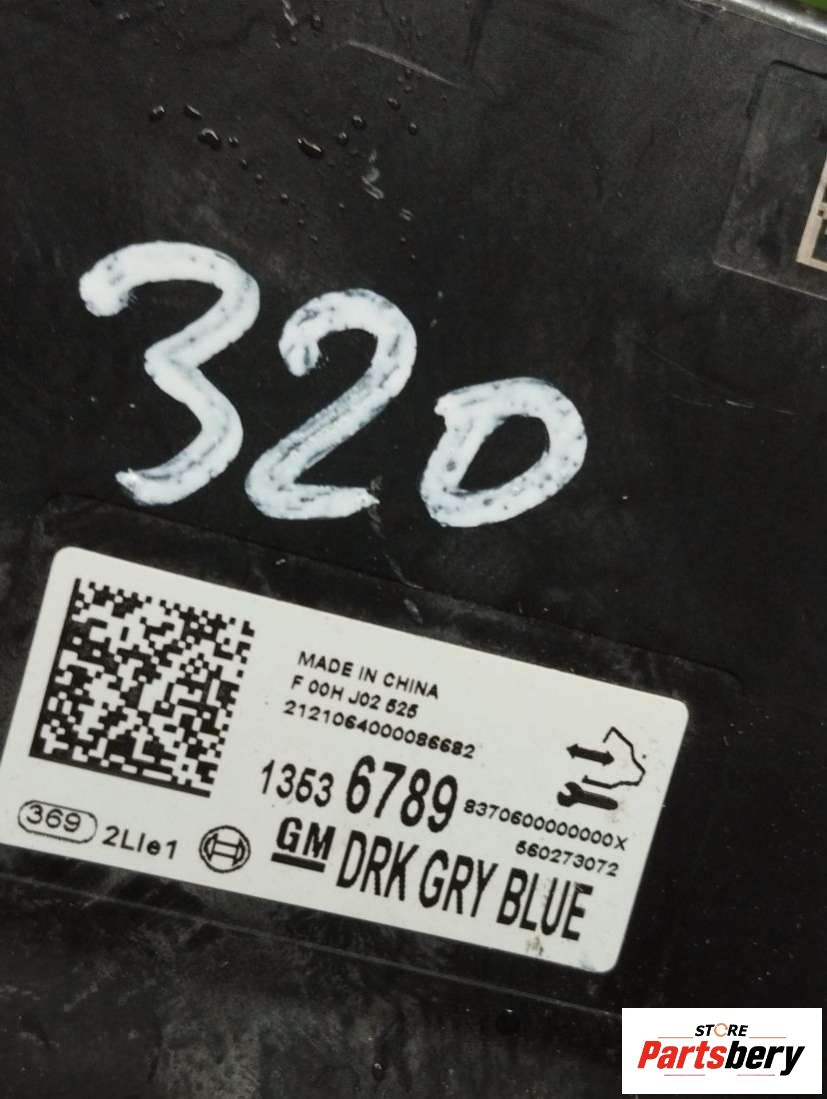 320
MADE IN CHINA
F 00H J02 525
2121064000086682
1353 6789 8370600000000X
560273072
369 2LIe1 GM DRK GRY BLUE
STORE
Partsbery